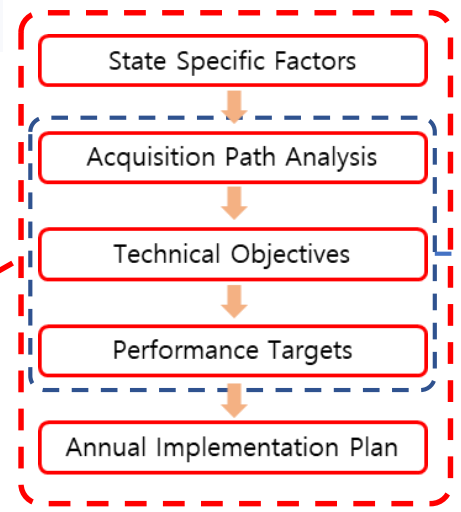 State Specific Factors
Acquisition Path Analysis
Technical Objectives
Performance Targets
Annual Implementation Plan